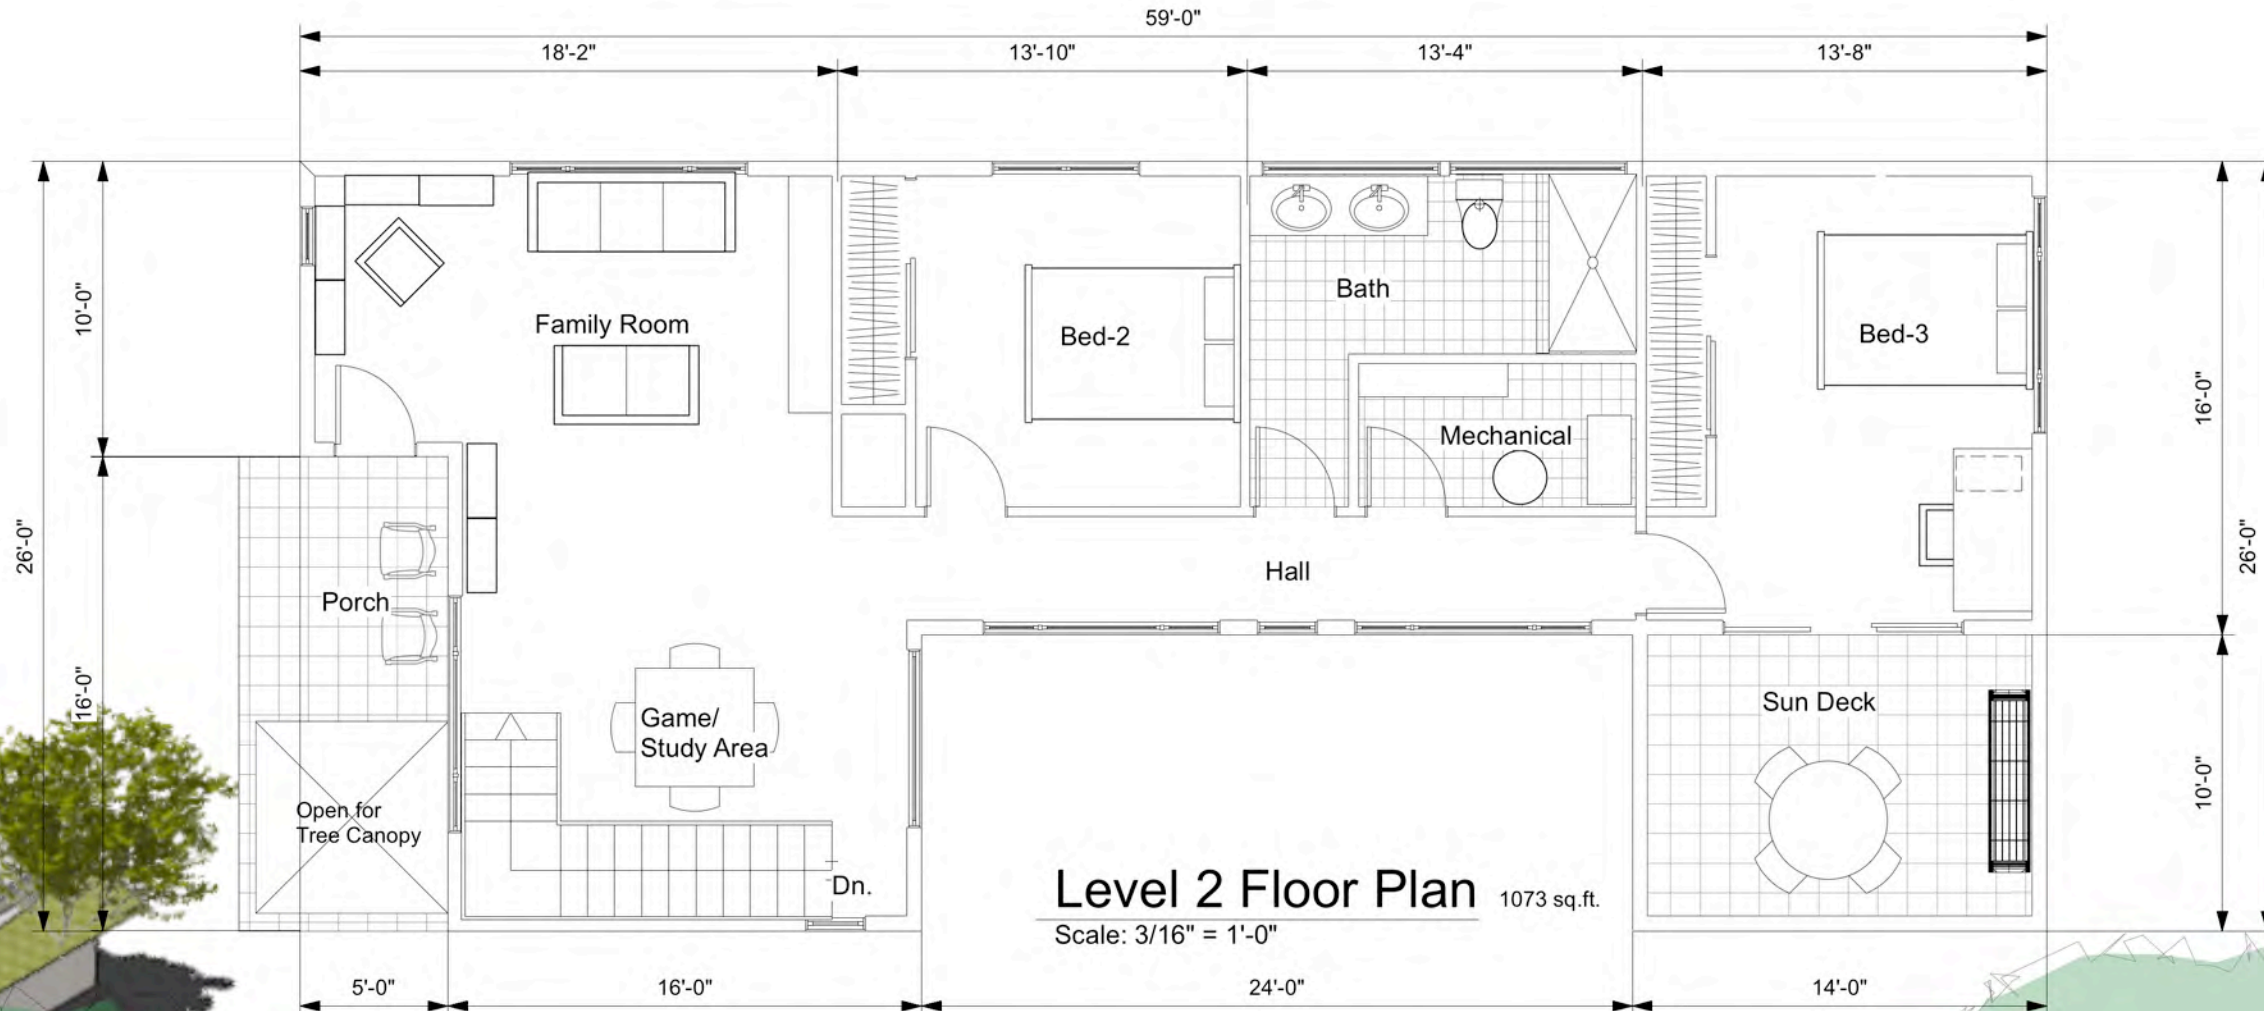 59'-0"
18'-2"
13'-10"
13'-4"
13'-8"
10'-0"
26'-0"
16'-0"
Family Room
Bed-2
Bath
Mechanical
Bed-3
16'-0"
26'-0"
10'-0"
Porch
Hall
Game/
Study Area
Sun Deck
Open for
Tree Canopy
Dn.
Level 2 Floor Plan 1073 sq.ft.
Scale: 3/16" = 1'-0"
5'-0"
16'-0"
24'-0"
14'-0"